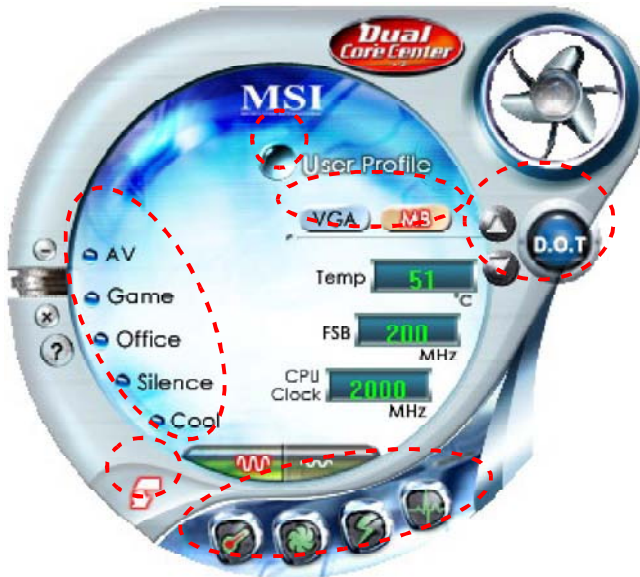 Dual
Core Center
MSI
User Profile
VGA MB
D.O.T
AV
Game
Office
Silence
Cool
Temp 51 °C
FSB 200 MHz
CPU Clock 2000 MHz
?